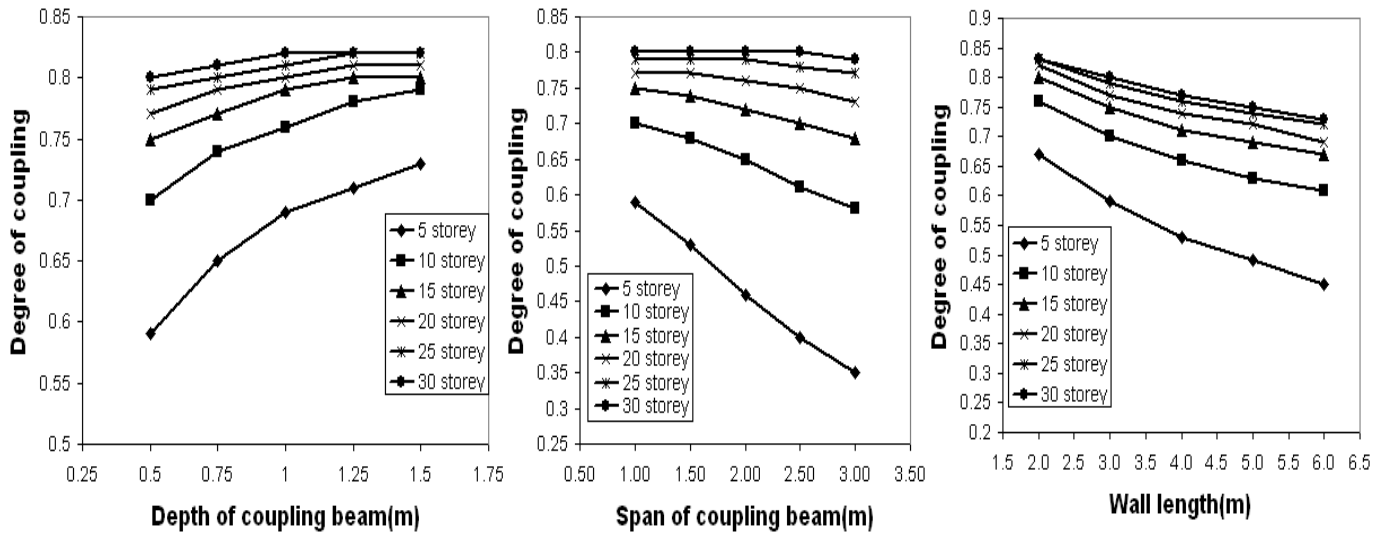 0.85
0.8
0.75
0.7
0.65
0.6
0.55
0.5
0.25 0.5 0.75 1 1.25 1.5 1.75
Degree of coupling
Depth of coupling beam(m)
5 storey
10 storey
15 storey
20 storey
25 storey
30 storey
0.85
0.8
0.75
0.7
0.65
0.6
0.55
0.5
0.45
0.4
0.35
0.3
0.25
0.50 1.00 1.50 2.00 2.50 3.00 3.50
Degree of coupling
Span of coupling beam(m)
5 storey
10 storey
15 storey
20 storey
25 storey
30 storey
0.9
0.85
0.8
0.75
0.7
0.65
0.6
0.55
0.5
0.45
0.4
0.35
0.3
0.25
0.2
1.5 2.0 2.5 3.0 3.5 4.0 4.5 5.0 5.5 6.0 6.5
Degree of coupling
Wall length(m)
5 storey
10 storey
15 storey
20 storey
25 storey
30 storey